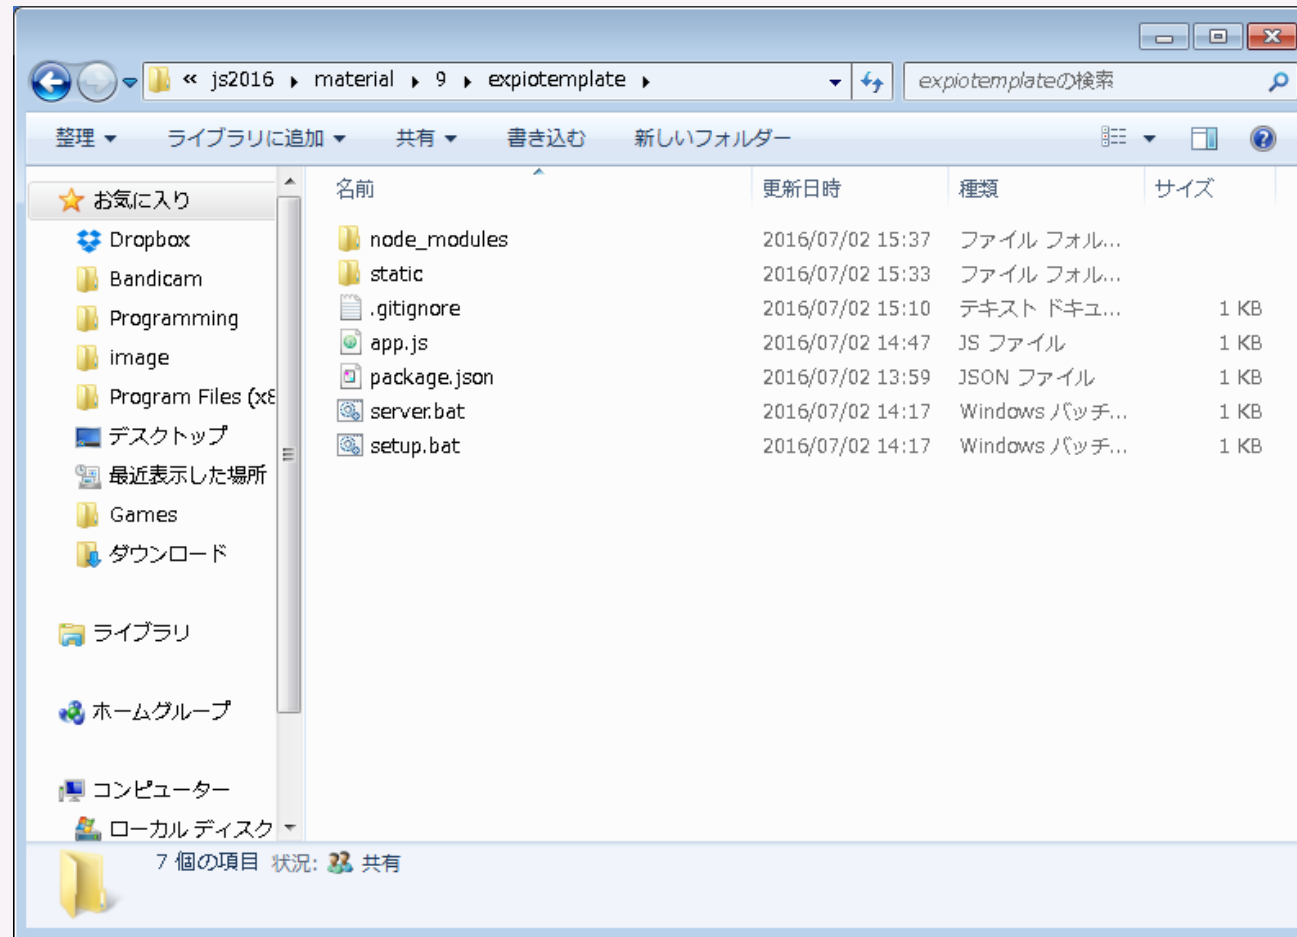 « js2016 ▸ material ▸ 9 ▸ expiotemplate ▸ expiotemplateの検索
整理 ライブラリに追加 共有 書き込む 新しいフォルダー
お気に入り
Dropbox
Bandicam
Programming
image
Program Files (x8
デスクトップ
最近表示した場所
Games
ダウンロード
ライブラリ
ホームグループ
コンピューター
ローカル ディスク
名前 更新日時 種類 サイズ
node_modules 2016/07/02 15:37 ファイル フォル...
static 2016/07/02 15:33 ファイル フォル...
.gitignore 2016/07/02 15:10 テキスト ドキュ... 1 KB
app.js 2016/07/02 14:47 JS ファイル 1 KB
package.json 2016/07/02 13:59 JSON ファイル 1 KB
server.bat 2016/07/02 14:17 Windows バッチ... 1 KB
setup.bat 2016/07/02 14:17 Windows バッチ... 1 KB
7 個の項目 状況: 共有